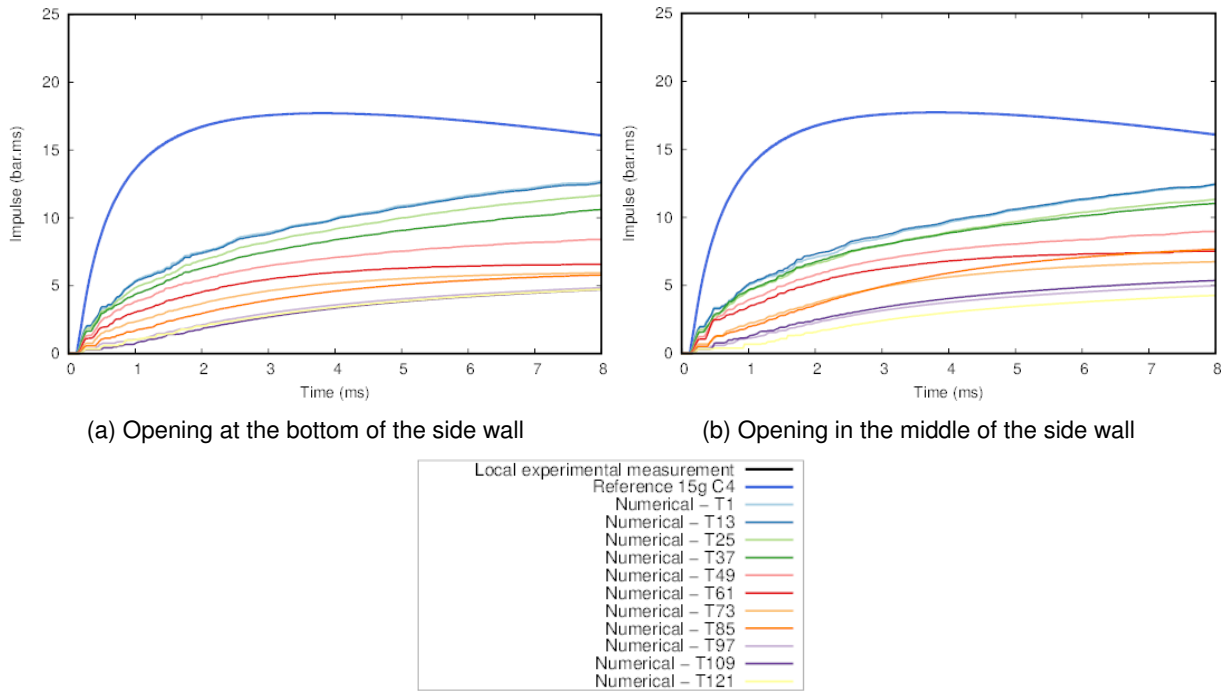 25
20
15
10
5
0
Impulse (bar.ms)
0 1 2 3 4 5 6 7 8
Time (ms)
(a) Opening at the bottom of the side wall
25
20
15
10
5
0
Impulse (bar.ms)
0 1 2 3 4 5 6 7 8
Time (ms)
(b) Opening in the middle of the side wall
Local experimental measurement
Reference 15g C4
Numerical – T1
Numerical – T13
Numerical – T25
Numerical – T37
Numerical – T49
Numerical – T61
Numerical – T73
Numerical – T85
Numerical – T97
Numerical – T109
Numerical – T121